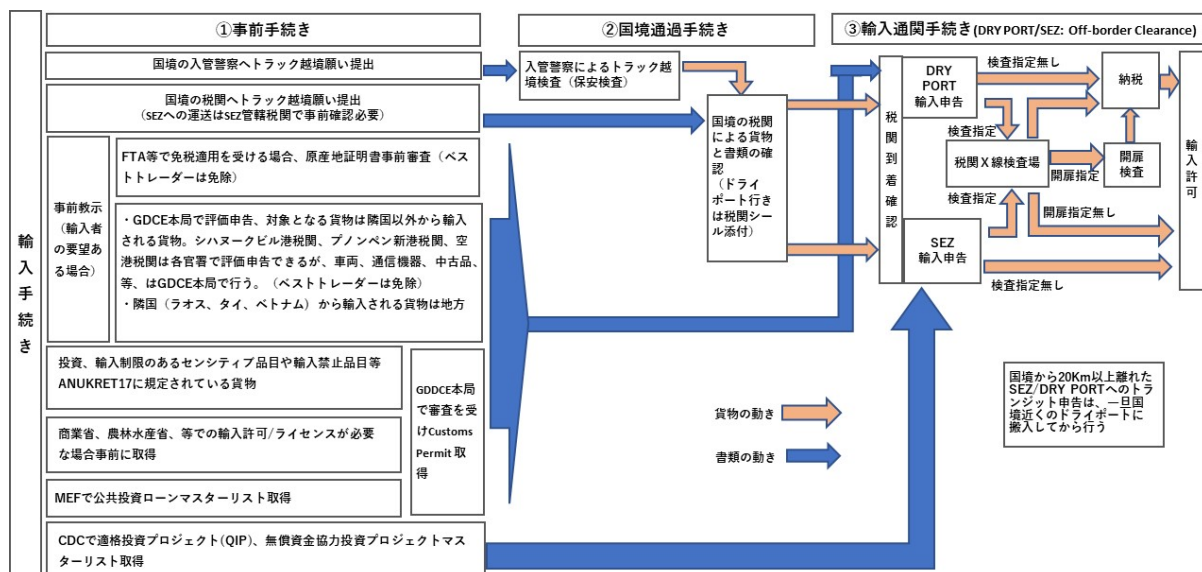 輸入手続き
①事前手続き
国境の入管警察へトラック越境願い提出
国境の税関へトラック越境願い提出
(SEZへの運送はSEZ管轄税関で事前確認必要)
事前教示
(輸入者
の要望あ
る場合)
FTA等で免税適用を受ける場合、原産地証明書事前審査(ベス
トトレーダーは免除)
・GDCE本局で評価申告、対象となる貨物は隣国以外から輸入
される貨物。シハヌークビル港税関、プノンペン新港税関、空
港税関は各官署で評価申告できるが、車両、通信機器、中古品、
等、はGDCE本局で行う。(ベストトレーダーは免除)
・隣国(ラオス、タイ、ベトナム)から輸入される貨物は地方
投資、輸入制限のあるセンシティブ品目や輸入禁止品目等
ANUKRET17に規定されている貨物
商業省、農林水産省、等での輸入許可/ライセンスが必要
な場合事前に取得
MEFで公共投資ローンマスターリスト取得
GDDCE本局
で審査を受
けCustoms
Permit 取
得
CDCで適格投資プロジェクト(QIP)、無償資金協力投資プロジェクトマス
ターリスト取得
②国境通過手続き
入管警察によるトラック越
境検査(保安検査)
国境の税関
による貨物
と書類の確
認
(ドライ
ポート行き
は税関シー
ル添付)
③輸入通関手続き(DRY PORT/SEZ: Off-border Clearance)
税関到着確認
DRY
PORT
輸入申告
検査指定無し
納税
検査指定
税関X線検査場
開扉指定
開扉
検査
検査指定
開扉指定無し
SEZ
輸入申告
検査指定無し
輸入許可
貨物の動き
書類の動き
国境から20Km以上離れた
SEZ/DRY PORTへのトラ
ンジット申告は、一旦国
境近くのドライポートに
搬入してから行う